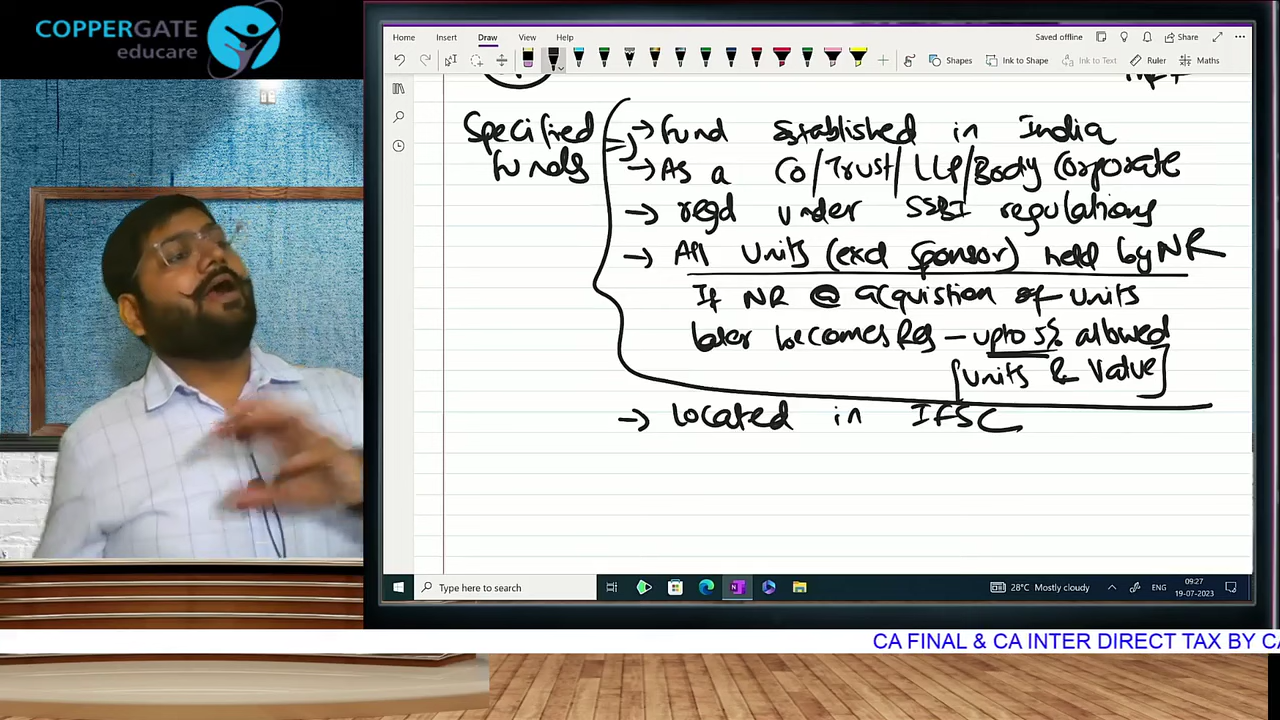 COPPERGATE
educare
Home Insert Draw View Help
Saved offline
Share
Shapes
Ink to Shape
Ink to Text
Ruler
Maths
Specified funds
→ Fund established in India
→ As a Co/Trust/LLP/Body Corporate
→ regd under SEBI regulations
→ All Units (excl sponsor) held by NR
If NR @ acquistion of units
later becomes Res – upto 5% allowed
[Units & Value]
→ Located in IFSC
Type here to search
28°C Mostly cloudy
ENG
09:27
19-07-2023
CA FINAL & CA INTER DIRECT TAX BY CA